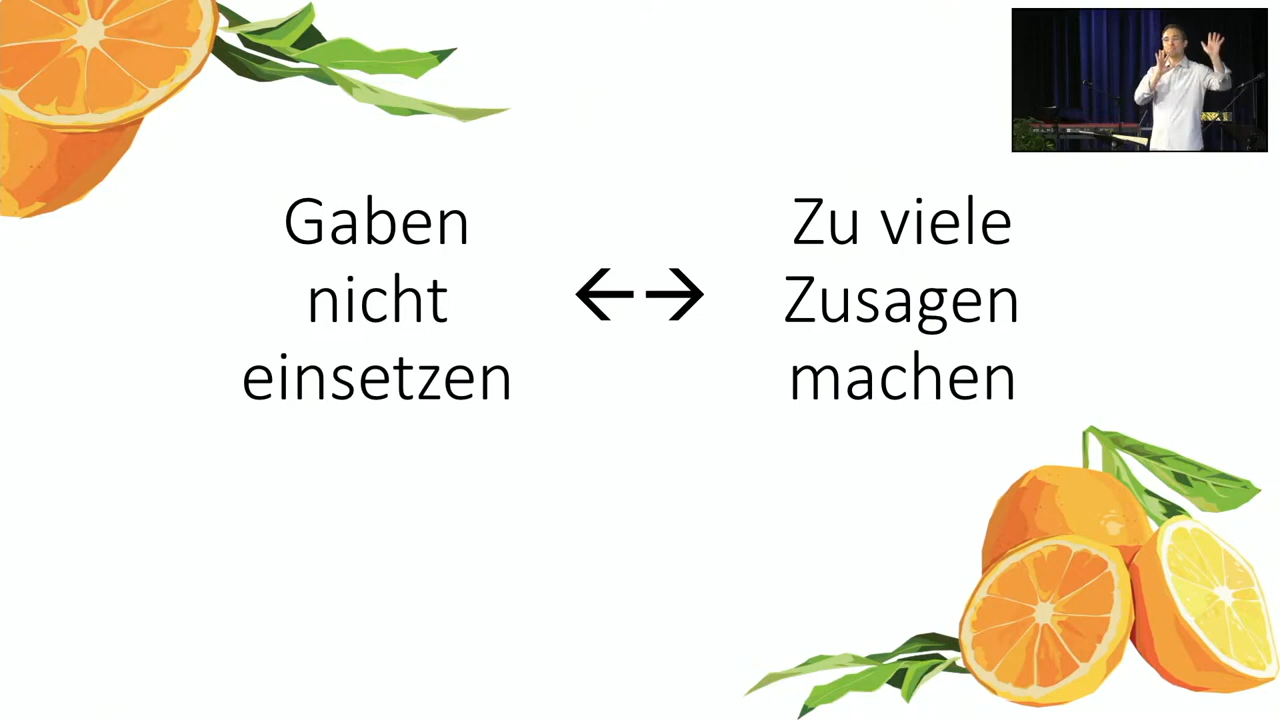 Gaben
nicht
einsetzen
←→
Zu viele
Zusagen
machen